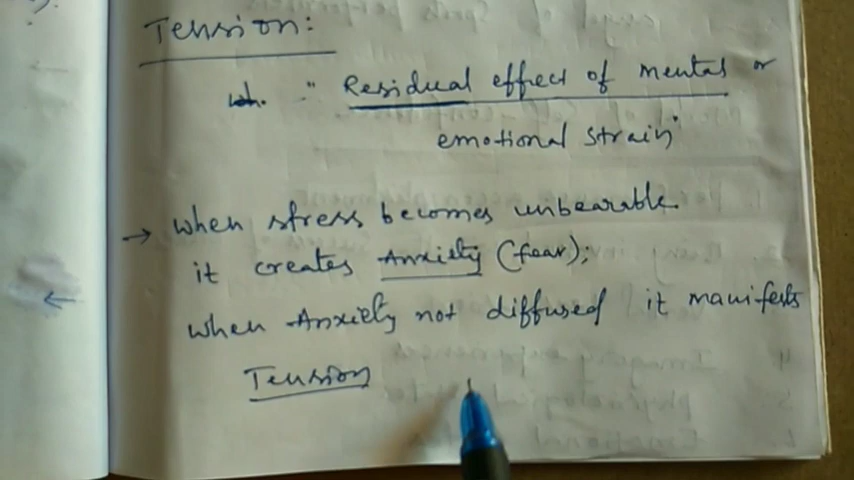 Tension:
" Residual effect of mental or
emotional strain"
→ when stress becomes unbearable
it creates Anxiety (fear);
when Anxiety not diffused it manifests
Tension